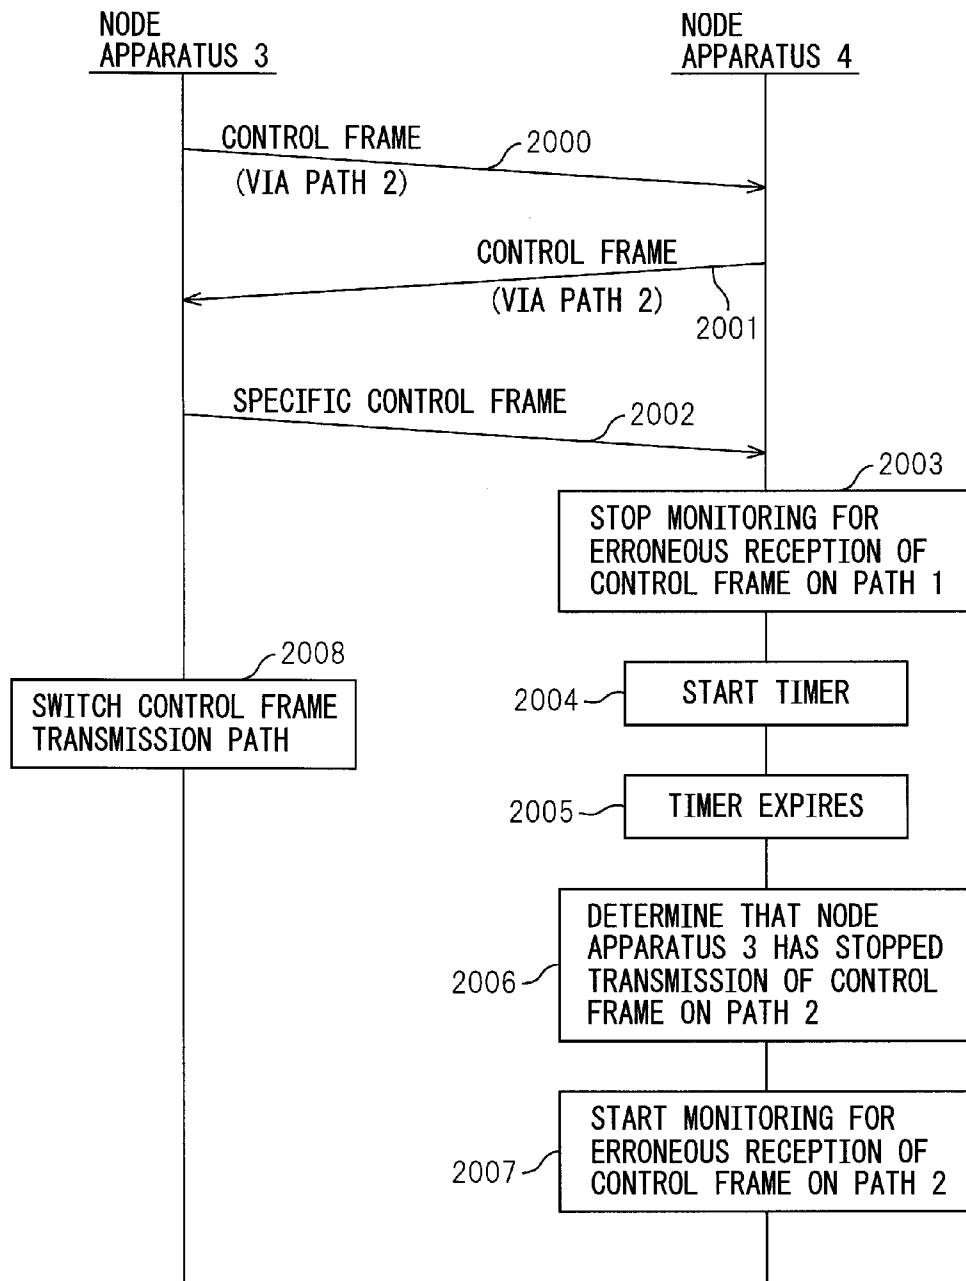 NODE
APPARATUS 3
NODE
APPARATUS 4
CONTROL FRAME
2000
(VIA PATH 2)
CONTROL FRAME
(VIA PATH 2)
2001
SPECIFIC CONTROL FRAME
2002
2003
STOP MONITORING FOR
ERRONEOUS RECEPTION OF
CONTROL FRAME ON PATH 1
2008
SWITCH CONTROL FRAME
TRANSMISSION PATH
2004
START TIMER
2005
TIMER EXPIRES
2006
DETERMINE THAT NODE
APPARATUS 3 HAS STOPPED
TRANSMISSION OF CONTROL
FRAME ON PATH 2
2007
START MONITORING FOR
ERRONEOUS RECEPTION OF
CONTROL FRAME ON PATH 2